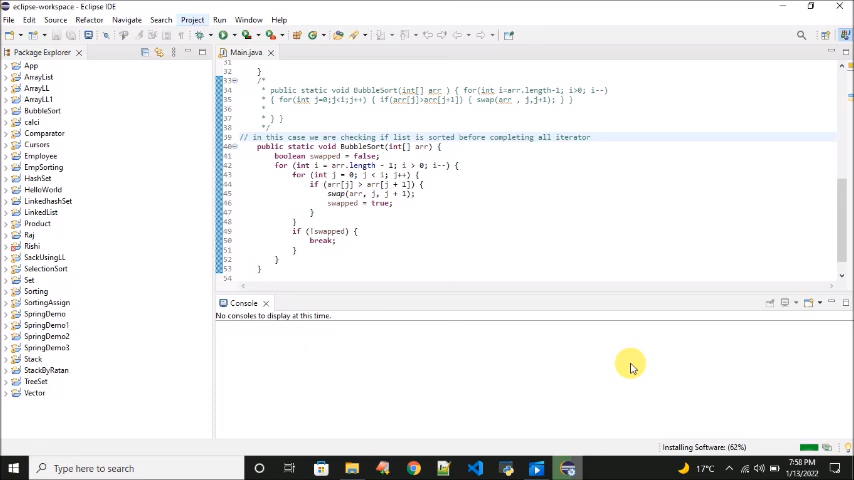 eclipse-workspace - Eclipse IDE
File Edit Source Refactor Navigate Search Project Run Window Help
Package Explorer
Main.java
App
ArrayList
ArrayLL
ArrayLL1
BubbleSort
calci
Comparator
Cursors
Employee
EmpSorting
HashSet
HelloWorld
LinkedhashSet
LinkedList
Product
Raj
Rishi
SackUsingLL
SelectionSort
Set
Sorting
SortingAssign
SpringDemo
SpringDemo1
SpringDemo2
SpringDemo3
Stack
StackByRatan
TreeSet
Vector
31
32 }
33 /*
34 * public static void BubbleSort(int[] arr ) { for(int i=arr.length-1; i>0; i--)
35 * { for(int j=0;j<i;j++) { if(arr[j]>arr[j+1]) { swap(arr , j,j+1); } }
36 *
37 * } }
38 */
39 // in this case we are checking if list is sorted before completing all iterator
40 public static void BubbleSort(int[] arr) {
41 boolean swapped = false;
42 for (int i = arr.length - 1; i > 0; i--) {
43 for (int j = 0; j < i; j++) {
44 if (arr[j] > arr[j + 1]) {
45 swap(arr, j, j + 1);
46 swapped = true;
47 }
48 }
49 if (!swapped) {
50 break;
51 }
52 }
53 }
54
Console
No consoles to display at this time.
Installing Software: (62%)
Type here to search
17°C
7:58 PM
1/13/2022